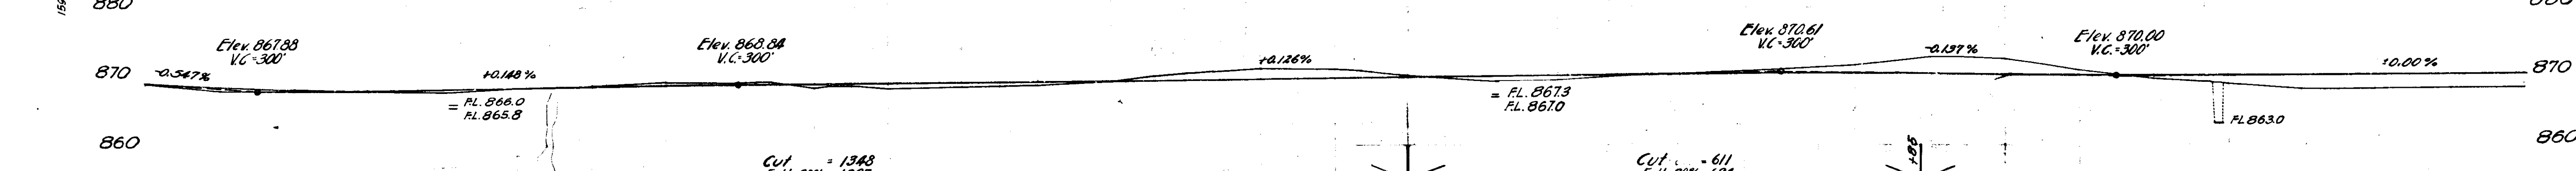 880
Elev. 867.88
V.C.=300'
Elev. 868.84
V.C.=300'
Elev. 870.61
V.C=300'
Elev. 870.00
V.C.=300'
870
-0.547%
+0.148%
+0.126%
-0.197%
±0.00%
870
= F.L. 866.0
F.L. 865.8
= F.L. 867.3
F.L. 867.0
F.L 863.0
860
860
+85
Cut = 1348
Cut = 611